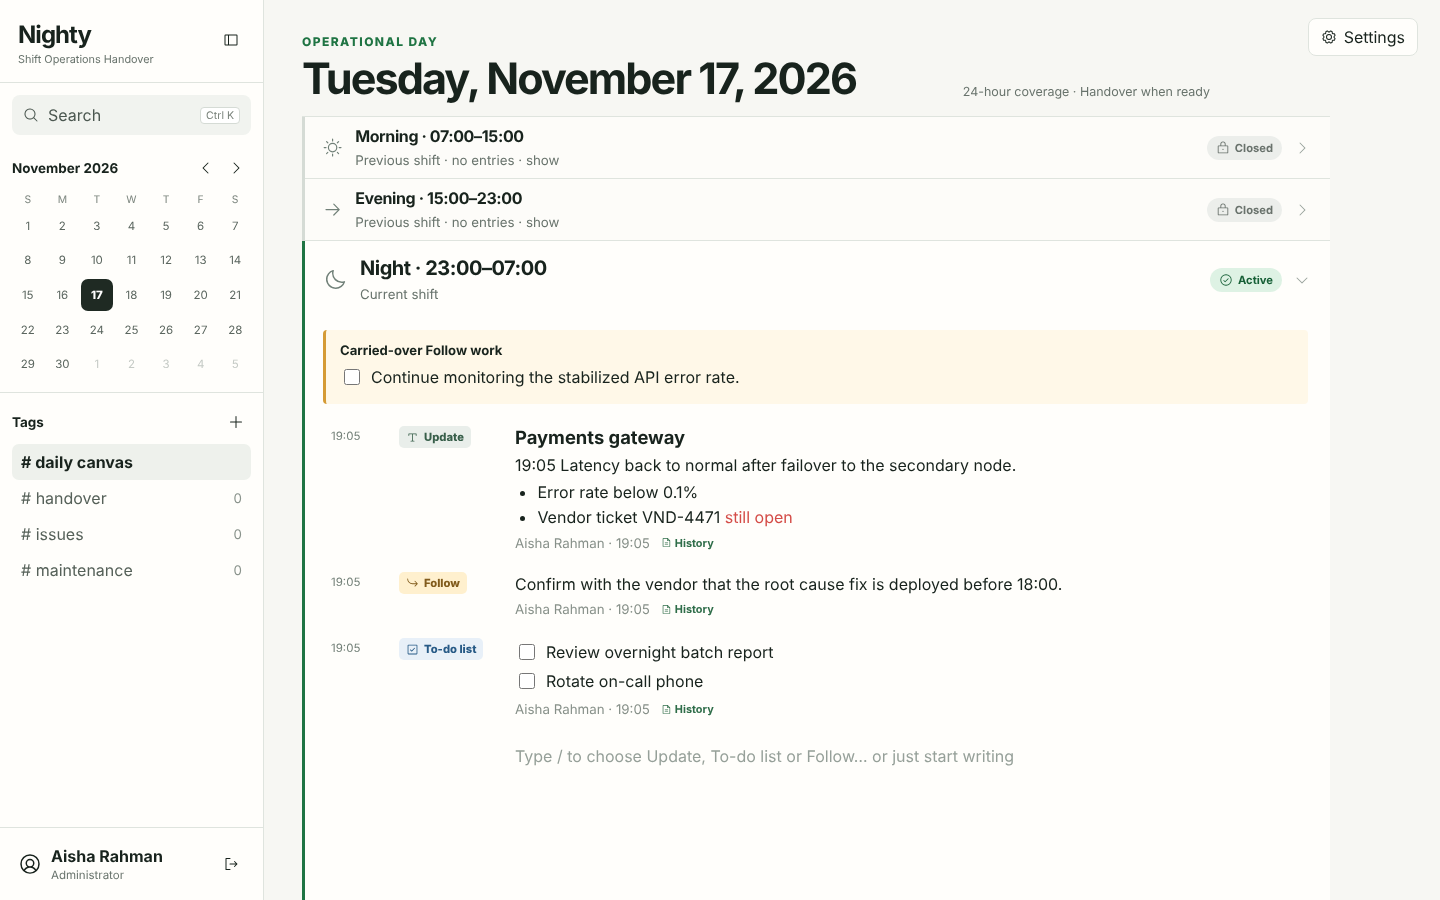 Nighty
Shift Operations Handover
Search
Ctrl K
November 2026
S M T W T F S
1 2 3 4 5 6 7
8 9 10 11 12 13 14
15 16 17 18 19 20 21
22 23 24 25 26 27 28
29 30 1 2 3 4 5
Tags
# daily canvas
# handover 0
# issues 0
# maintenance 0
Aisha Rahman
Administrator
Settings
OPERATIONAL DAY
Tuesday, November 17, 2026
24-hour coverage · Handover when ready
Morning · 07:00–15:00
Previous shift · no entries · show
Closed
Evening · 15:00–23:00
Previous shift · no entries · show
Closed
Night · 23:00–07:00
Current shift
Active
Carried-over Follow work
Continue monitoring the stabilized API error rate.
19:05 Update Payments gateway
19:05 Latency back to normal after failover to the secondary node.
• Error rate below 0.1%
• Vendor ticket VND-4471 still open
Aisha Rahman · 19:05 History
19:05 Follow Confirm with the vendor that the root cause fix is deployed before 18:00.
Aisha Rahman · 19:05 History
19:05 To-do list Review overnight batch report
Rotate on-call phone
Aisha Rahman · 19:05 History
Type / to choose Update, To-do list or Follow... or just start writing